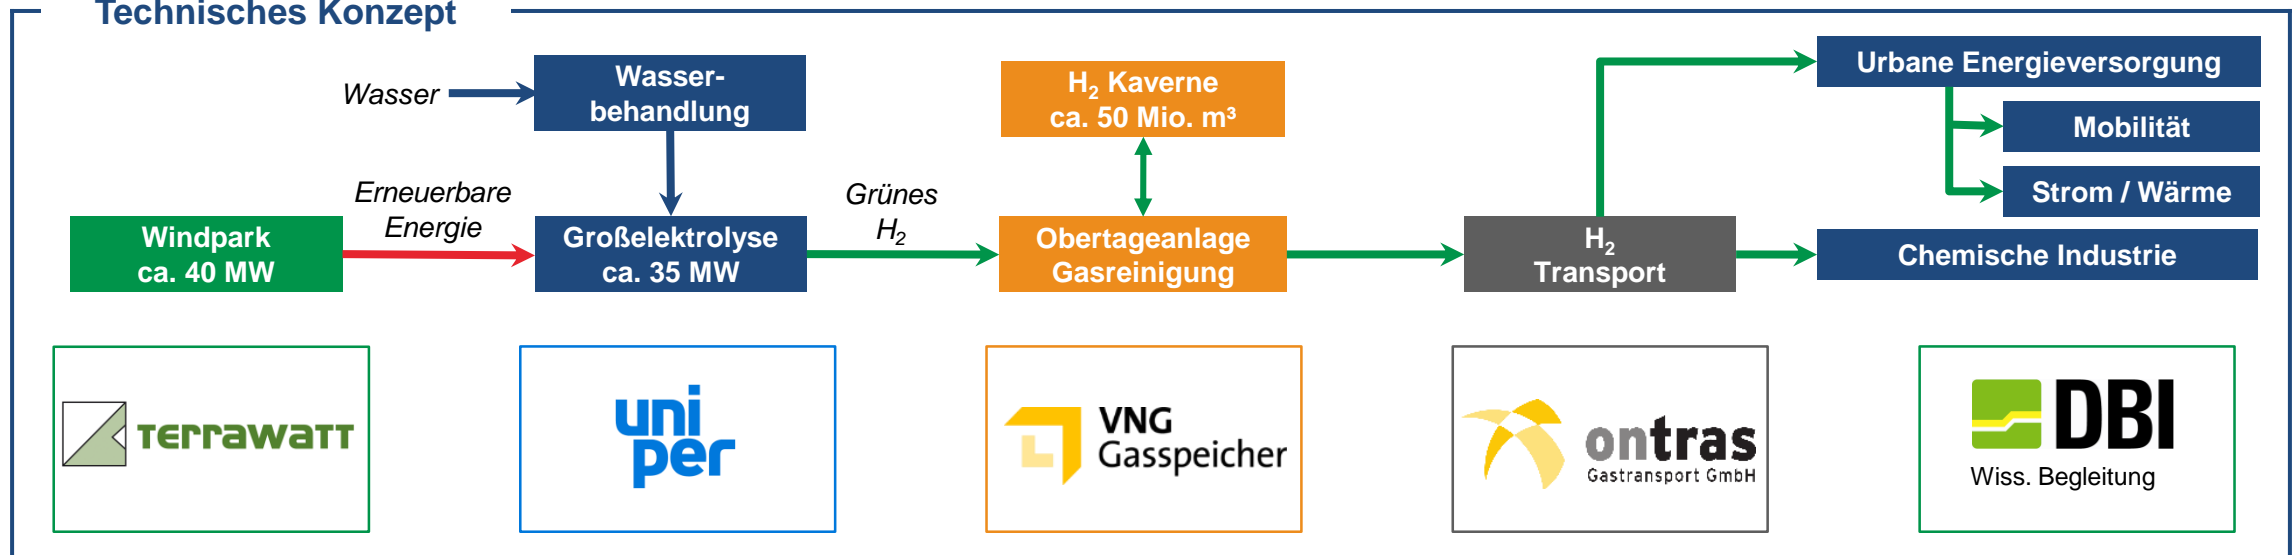 Technisches Konzept
Wasser
Wasser-
behandlung
H₂ Kaverne
ca. 50 Mio. m³
Urbane Energieversorgung
Mobilität
Strom / Wärme
Erneuerbare
Energie
Grünes
H₂
Windpark
ca. 40 MW
Großelektrolyse
ca. 35 MW
Obertageanlage
Gasreinigung
H₂
Transport
Chemische Industrie
TERRAWATT
uni
per
VNG
Gasspeicher
ontras
Gastransport GmbH
DBI
Wiss. Begleitung